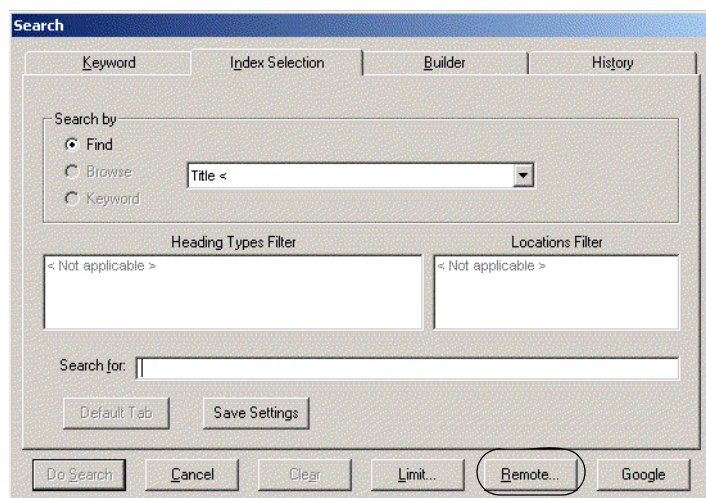 Search
Keyword Index Selection Builder History
Search by
Find
Browse
Title <
Keyword
Heading Types Filter Locations Filter
< Not applicable > < Not applicable >
Search for:
Default Tab Save Settings
Do Search Cancel Clear Limit... Remote... Google